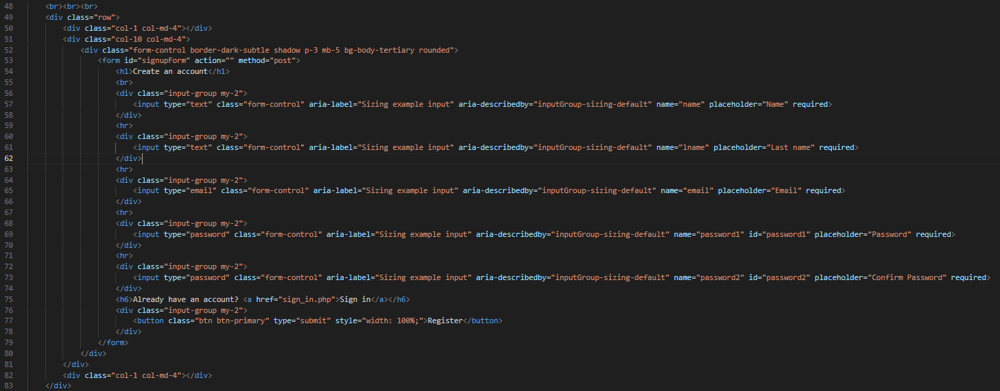 48 <br><br><br>
49 <div class="row">
50 <div class="col-1 col-md-4"></div>
51 <div class="col-10 col-md-4">
52 <div class="form-control border-dark-subtle shadow p-3 mb-5 bg-body-tertiary rounded">
53 <form id="signupForm" action="" method="post">
54 <h1>Create an account</h1>
55 <br>
56 <div class="input-group my-2">
57 <input type="text" class="form-control" aria-label="Sizing example input" aria-describedby="inputGroup-sizing-default" name="name" placeholder="Name" required>
58 </div>
59 <hr>
60 <div class="input-group my-2">
61 <input type="text" class="form-control" aria-label="Sizing example input" aria-describedby="inputGroup-sizing-default" name="lname" placeholder="Last name" required>
62 </div>
63 <hr>
64 <div class="input-group my-2">
65 <input type="email" class="form-control" aria-label="Sizing example input" aria-describedby="inputGroup-sizing-default" name="email" placeholder="Email" required>
66 </div>
67 <hr>
68 <div class="input-group my-2">
69 <input type="password" class="form-control" aria-label="Sizing example input" aria-describedby="inputGroup-sizing-default" name="password1" id="password1" placeholder="Password" required>
70 </div>
71 <hr>
72 <div class="input-group my-2">
73 <input type="password" class="form-control" aria-label="Sizing example input" aria-describedby="inputGroup-sizing-default" name="password2" id="password2" placeholder="Confirm Password" required>
74 </div>
75 <h6>Already have an account? <a href="sign_in.php">Sign in</a></h6>
76 <div class="input-group my-2">
77 <button class="btn btn-primary" type="submit" style="width: 100%;">Register</button>
78 </div>
79 </form>
80 </div>
81 </div>
82 <div class="col-1 col-md-4"></div>
83 </div>